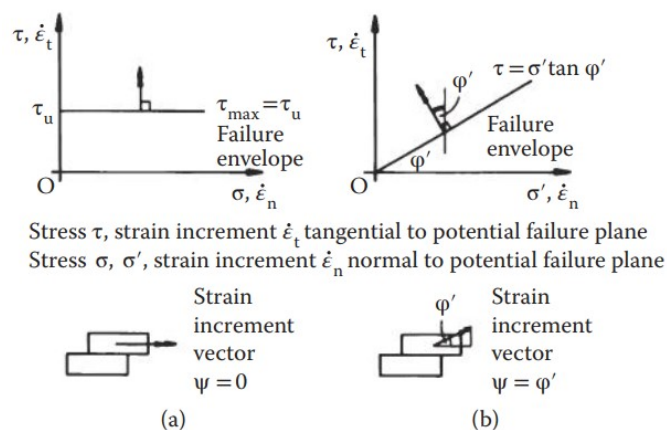 τ, ε̇ₜ
τᵤ
τₘₐₓ = τᵤ
Failure
envelope
O
σ, ε̇ₙ
τ, ε̇ₜ
φ′
τ = σ′tan φ′
Failure
envelope
φ′
O
σ′, ε̇ₙ
Stress τ, strain increment ε̇ₜ tangential to potential failure plane
Stress σ, σ′, strain increment ε̇ₙ normal to potential failure plane
Strain
increment
vector
ψ = 0
(a)
φ′
Strain
increment
vector
ψ = φ′
(b)